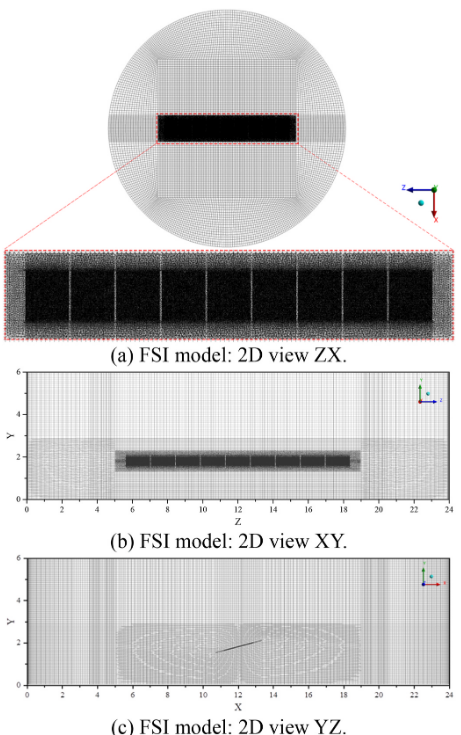 Z
X
(a) FSI model: 2D view ZX.
6
4
2
0
Y
0 2 4 6 8 10 12 14 16 18 20 22 24
Z
Y
Z
(b) FSI model: 2D view XY.
6
4
2
0
Y
0 2 4 6 8 10 12 14 16 18 20 22 24
X
Y
X
(c) FSI model: 2D view YZ.